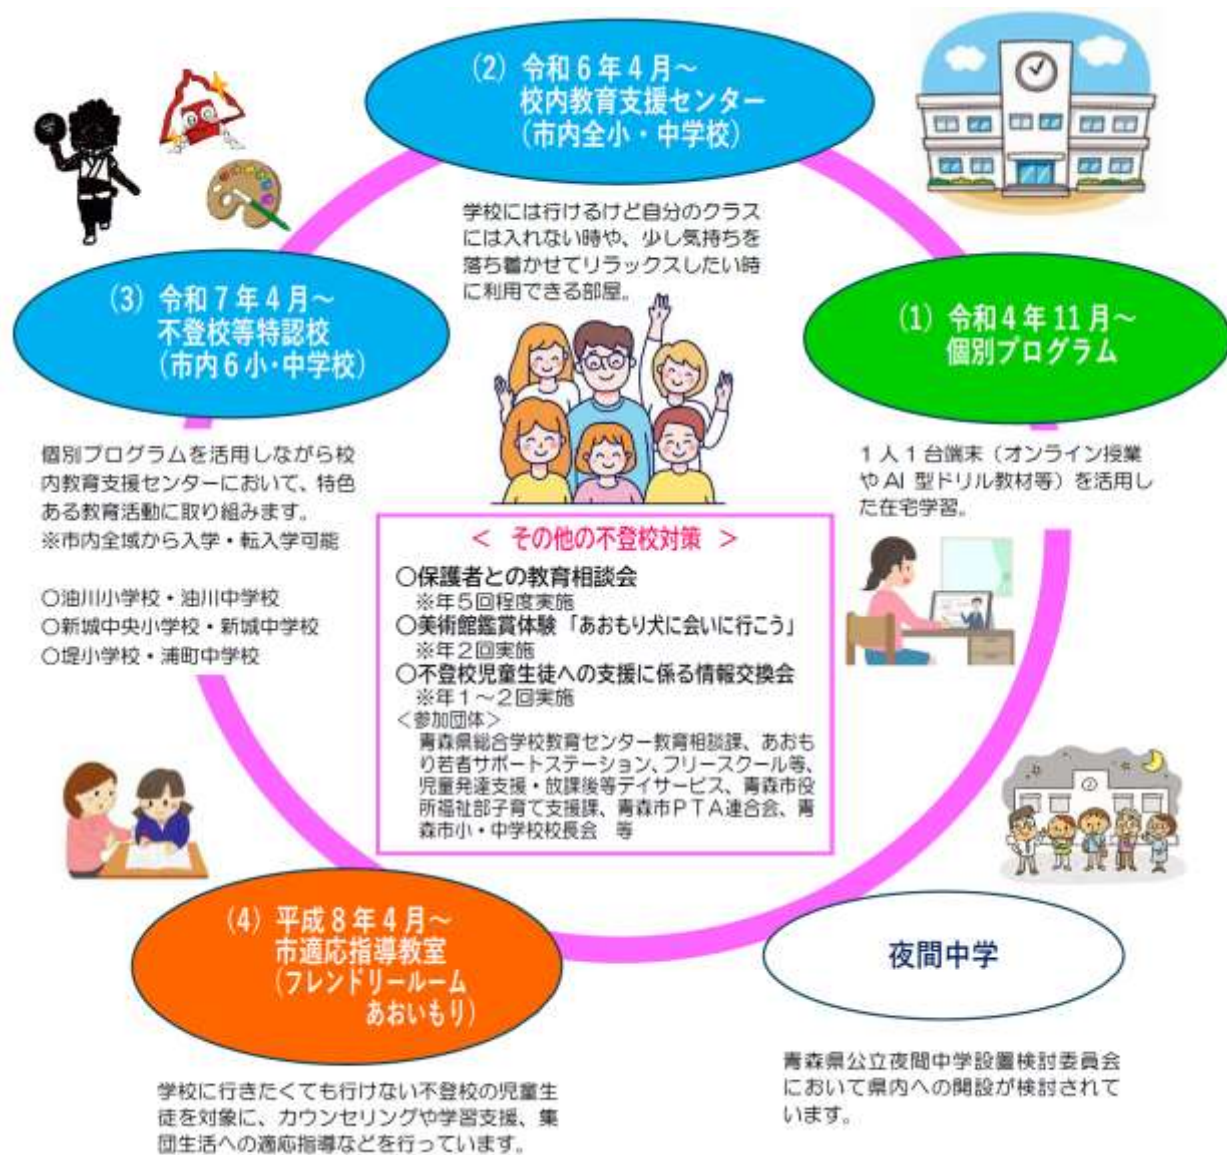 (2) 令和６年４月～
校内教育支援センター
(市内全小・中学校)
学校には行けるけど自分のクラス
には入れない時や、少し気持ちを
落ち着かせてリラックスしたい時
に利用できる部屋。
(3) 令和７年４月～
不登校等特認校
(市内６小・中学校)
個別プログラムを活用しながら校
内教育支援センターにおいて、特色
ある教育活動に取り組みます。
※市内全域から入学・転入学可能
〇油川小学校・油川中学校
〇新城中央小学校・新城中学校
〇堤小学校・浦町中学校
(1) 令和４年11月～
個別プログラム
１人１台端末（オンライン授業
や AI 型ドリル教材等）を活用し
た在宅学習。
＜ その他の不登校対策 ＞
〇保護者との教育相談会
※年５回程度実施
〇美術館鑑賞体験「あおもり犬に会いに行こう」
※年２回実施
〇不登校児童生徒への支援に係る情報交換会
※年１～２回実施
＜参加団体＞
青森県総合学校教育センター教育相談課、あおも
り若者サポートステーション、フリースクール等、
児童発達支援・放課後等デイサービス、青森市役
所福祉部子育て支援課、青森市ＰＴＡ連合会、青
森市小・中学校校長会 等
(4) 平成８年４月～
市適応指導教室
(フレンドリールーム
あおいもり)
学校に行きたくても行けない不登校の児童生
徒を対象に、カウンセリングや学習支援、集
団生活への適応指導などを行っています。
夜間中学
青森県公立夜間中学設置検討委員会
において県内への開設が検討されて
います。